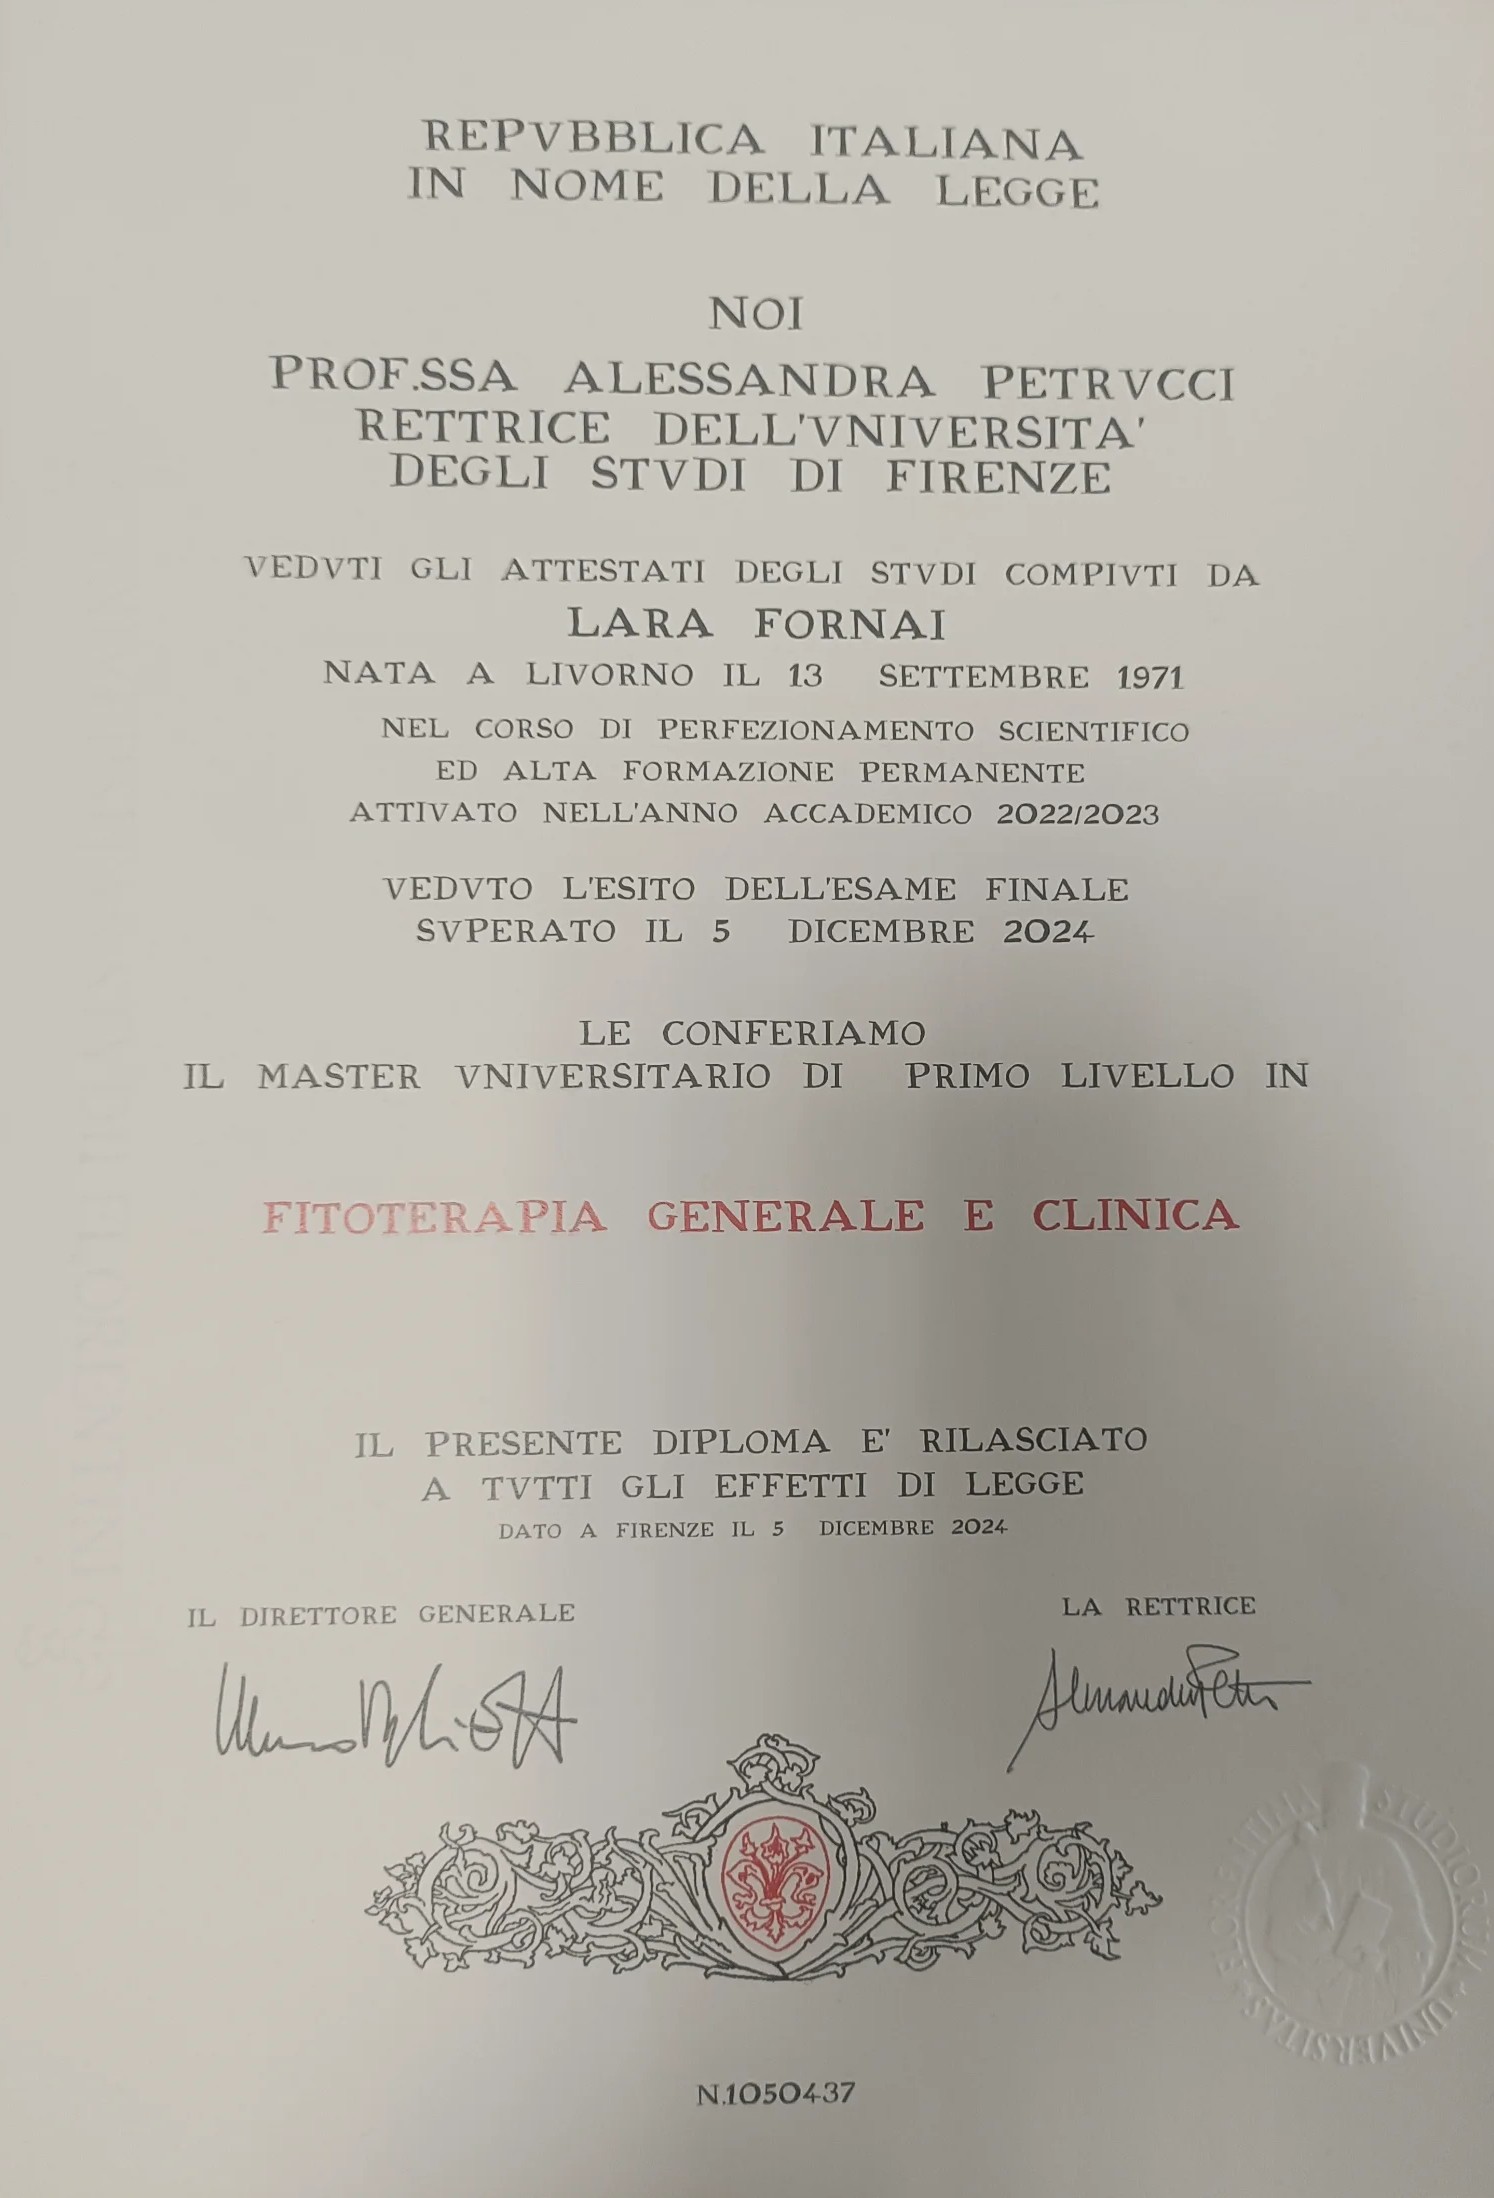 REPVBBLICA ITALIANA
IN NOME DELLA LEGGE
NOI
PROF.SSA ALESSANDRA PETRVCCI
RETTRICE DELL'VNIVERSITA'
DEGLI STVDI DI FIRENZE
VEDVTI GLI ATTESTATI DEGLI STVDI COMPIVTI DA
LARA FORNAI
NATA A LIVORNO IL 13 SETTEMBRE 1971
NEL CORSO DI PERFEZIONAMENTO SCIENTIFICO
ED ALTA FORMAZIONE PERMANENTE
ATTIVATO NELL'ANNO ACCADEMICO 2022/2023
VEDVTO L'ESITO DELL'ESAME FINALE
SVPERATO IL 5 DICEMBRE 2024
LE CONFERIAMO
IL MASTER VNIVERSITARIO DI PRIMO LIVELLO IN
FITOTERAPIA GENERALE E CLINICA
IL PRESENTE DIPLOMA E' RILASCIATO
A TVTTI GLI EFFETTI DI LEGGE
DATO A FIRENZE IL 5 DICEMBRE 2024
IL DIRETTORE GENERALE
LA RETTRICE
FLORENTINA STUDIORUM UNIVERSITAS
N.1050437